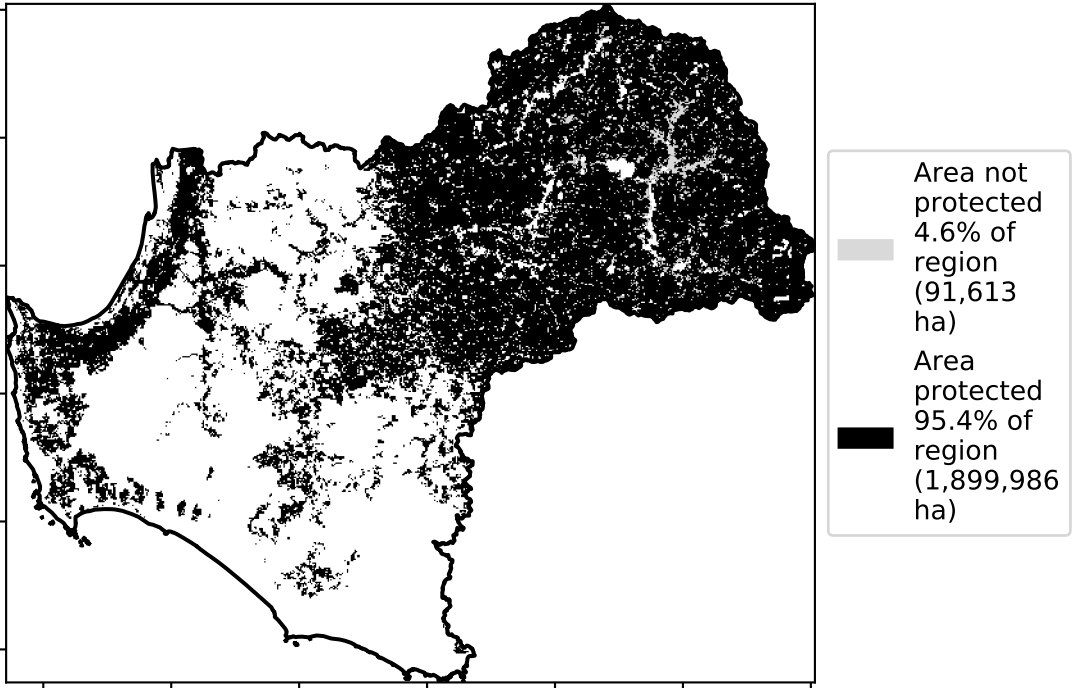 Area not
protected
4.6% of
region
(91,613
ha)
Area
protected
95.4% of
region
(1,899,986
ha)